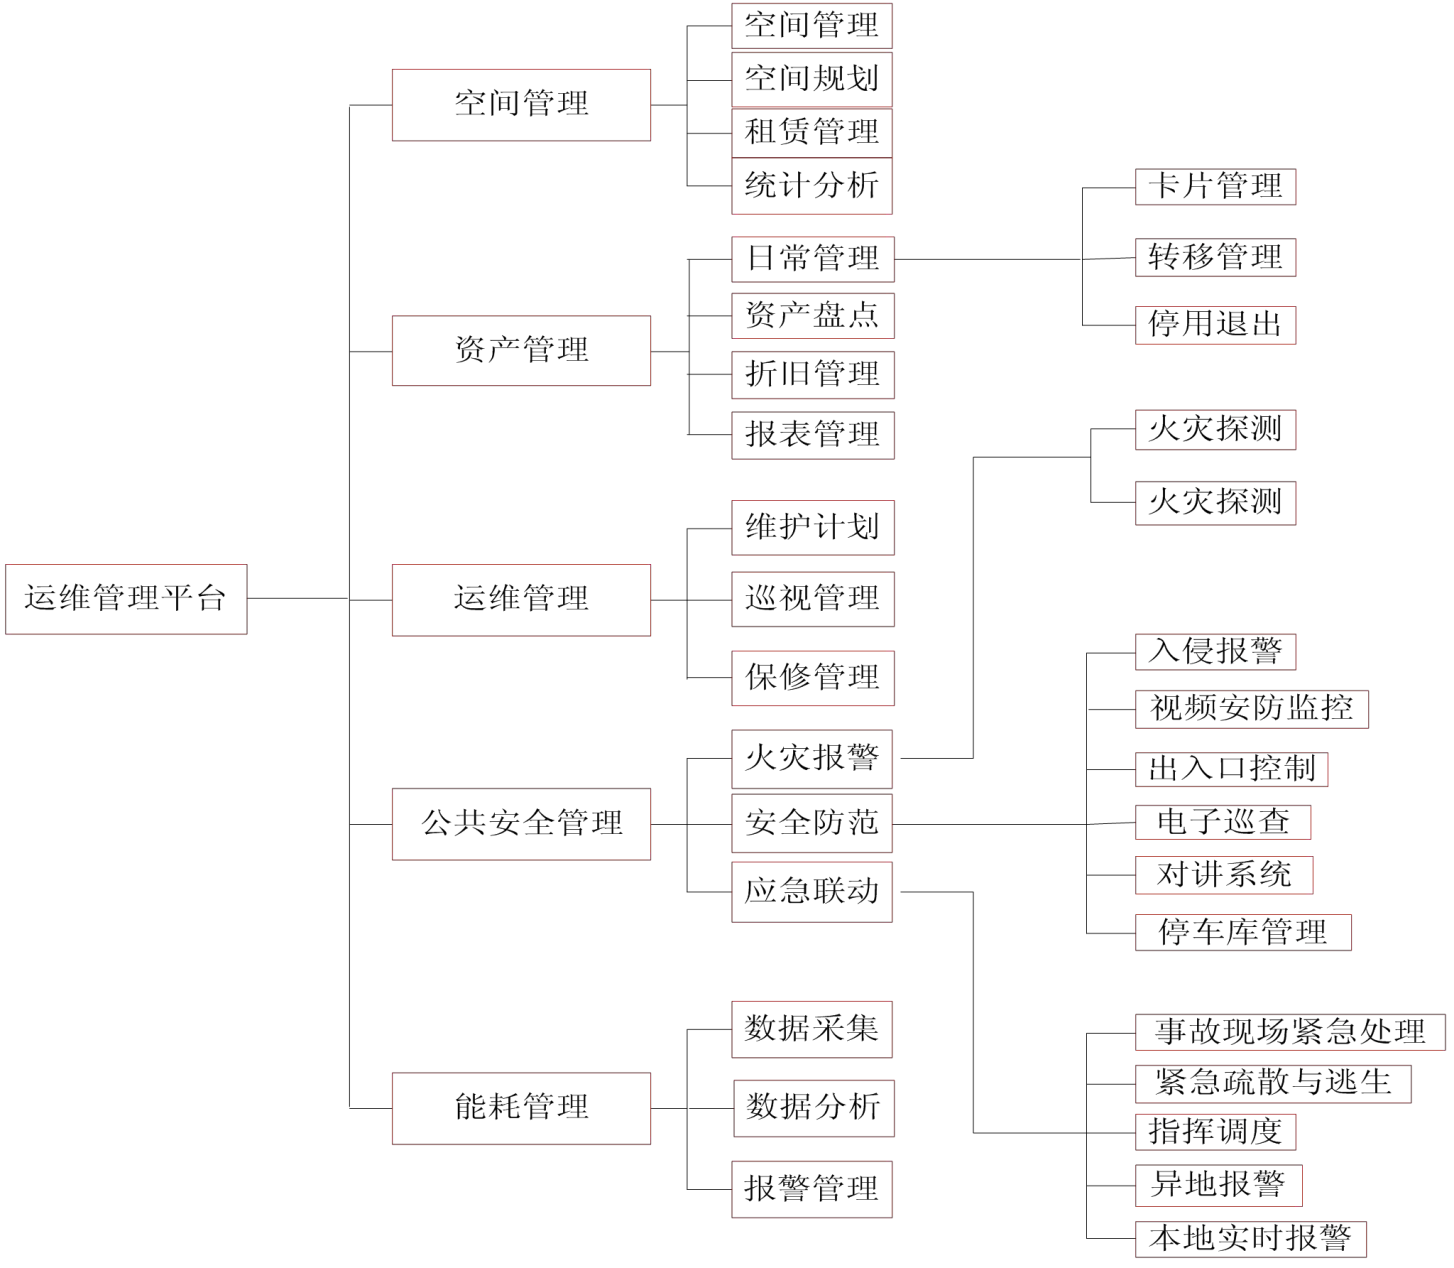 运维管理平台
空间管理
空间管理
空间规划
租赁管理
统计分析
资产管理
日常管理
卡片管理
转移管理
停用退出
资产盘点
折旧管理
报表管理
运维管理
维护计划
巡视管理
保修管理
公共安全管理
火灾报警
火灾探测
火灾探测
安全防范
入侵报警
视频安防监控
出入口控制
电子巡查
对讲系统
停车库管理
应急联动
事故现场紧急处理
紧急疏散与逃生
指挥调度
异地报警
本地实时报警
能耗管理
数据采集
数据分析
报警管理